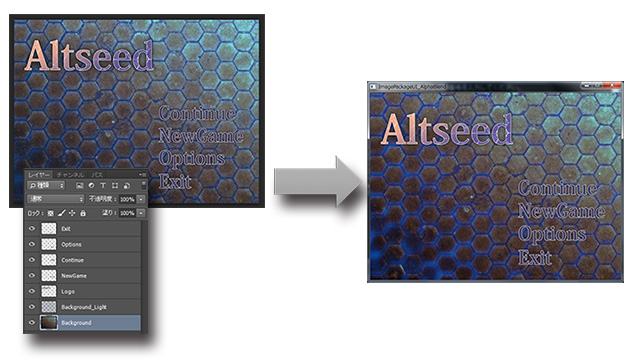 Altseed
Continue
NewGame
Options
Exit
レイヤー チャンネル パス
種類
通常 不透明度: 100%
ロック: 塗り: 100%
Exit
Options
Continue
NewGame
Logo
Background_Light
Background
ImagePackageUI_AlphaBlend
Altseed
Continue
NewGame
Options
Exit